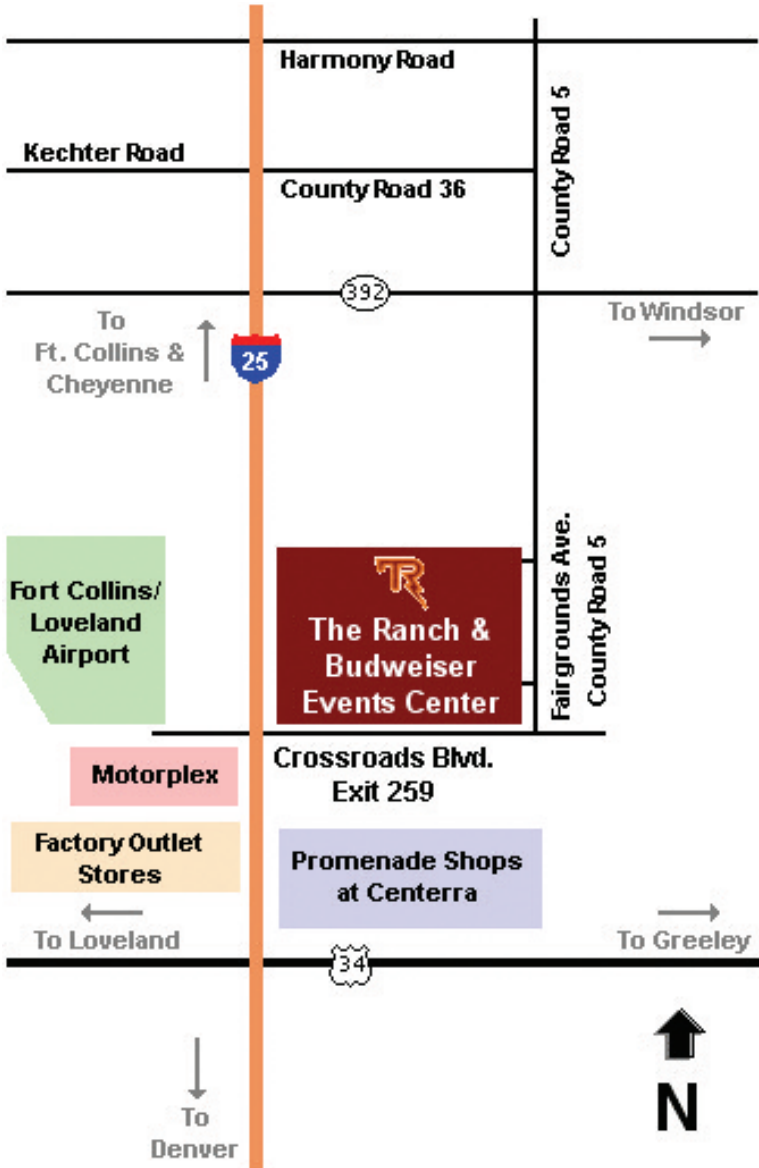 Harmony Road
Kechter Road
County Road 36
County Road 5
392
To
Ft. Collins &
Cheyenne
25
To Windsor
Fort Collins/
Loveland
Airport
TR
The Ranch &
Budweiser
Events Center
Fairgrounds Ave.
County Road 5
Motorplex
Crossroads Blvd.
Exit 259
Factory Outlet
Stores
Promenade Shops
at Centerra
To Loveland
To Greeley
34
To
Denver
N